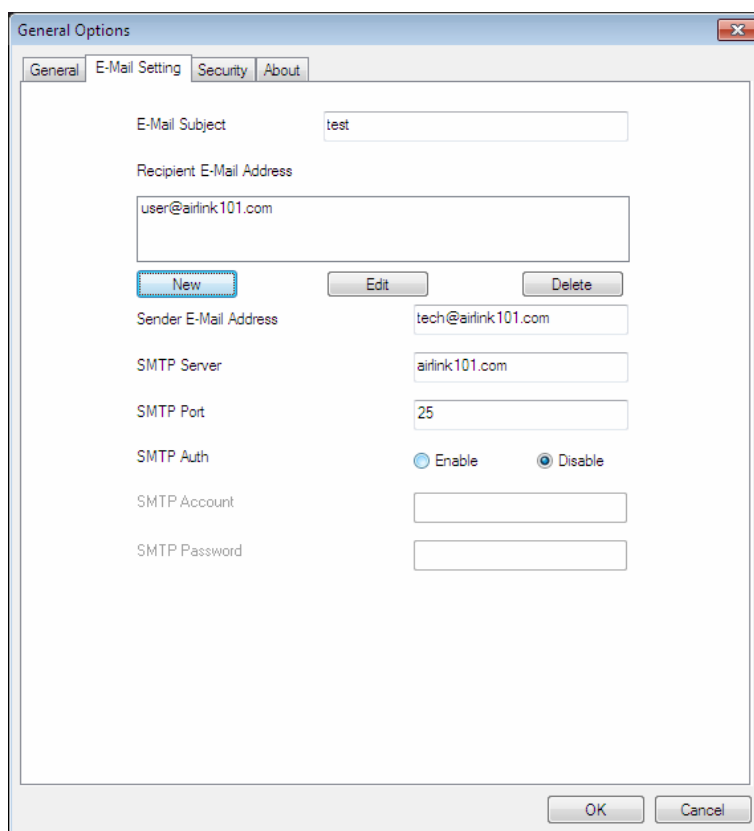 General Options
General E-Mail Setting Security About
E-Mail Subject test
Recipient E-Mail Address
user@airlink101.com
New Edit Delete
Sender E-Mail Address tech@airlink101.com
SMTP Server airlink101.com
SMTP Port 25
SMTP Auth Enable Disable
SMTP Account
SMTP Password
OK Cancel